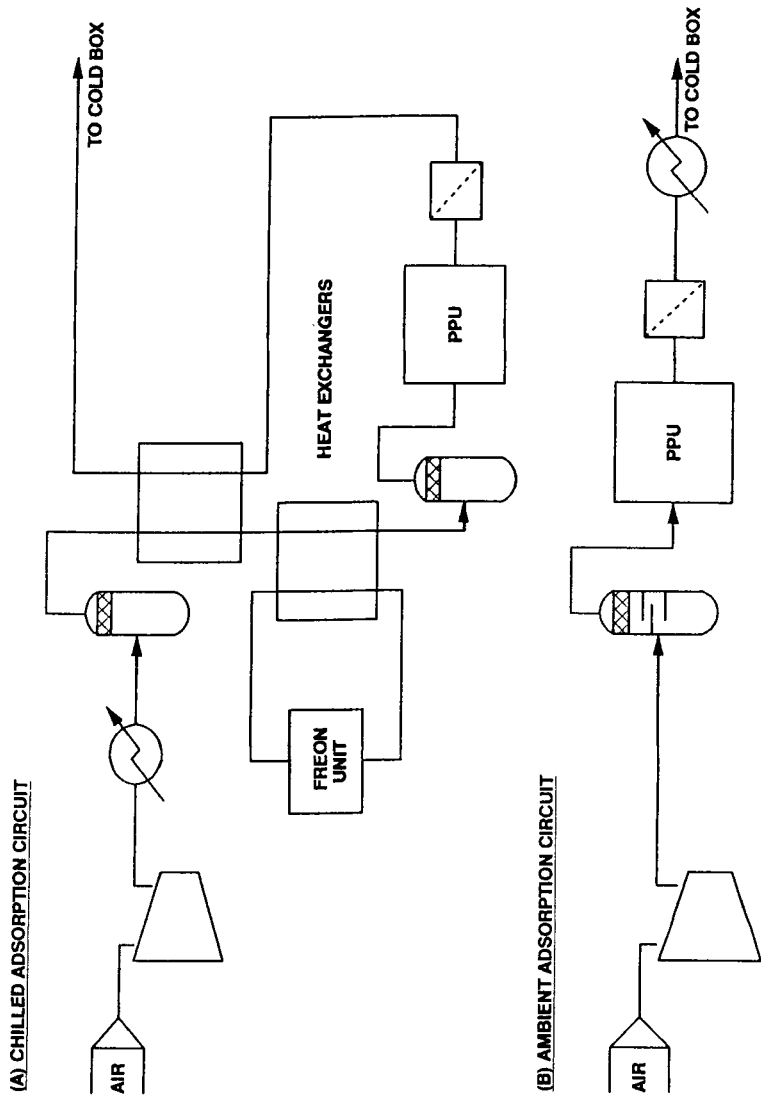 (A) CHILLED ADSORPTION CIRCUIT
AIR
FREON
UNIT
HEAT EXCHANGERS
PPU
TO COLD BOX
(B) AMBIENT ADSORPTION CIRCUIT
AIR
PPU
TO COLD BOX